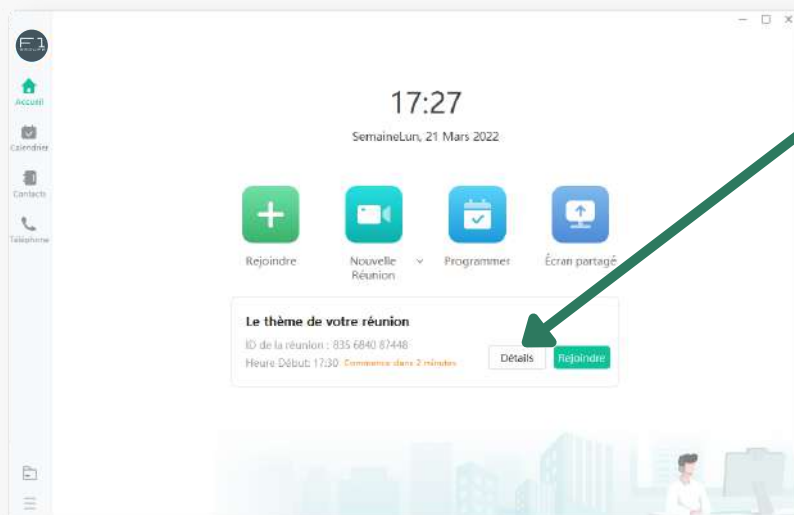 F1
GROUPE
Accueil
Calendrier
Contacts
Téléphone
17:27
SemaineLun, 21 Mars 2022
Rejoindre
Nouvelle
Réunion
Programmer
Écran partagé
Le thème de votre réunion
ID de la réunion : 835 6840 87448
Heure Début: 17:30 Commence dans 2 minutes
Détails
Rejoindre